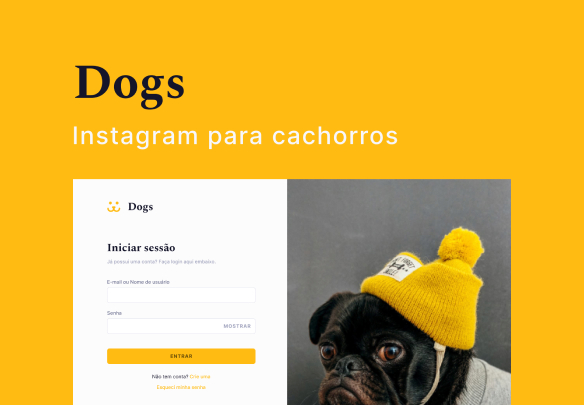 Dogs
Instagram para cachorros
Dogs
Iniciar sessão
Já possui uma conta? Faça login aqui embaixo.
E-mail ou Nome de usuário
Senha
MOSTRAR
ENTRAR
Não tem conta? Crie uma
Esqueci minha senha